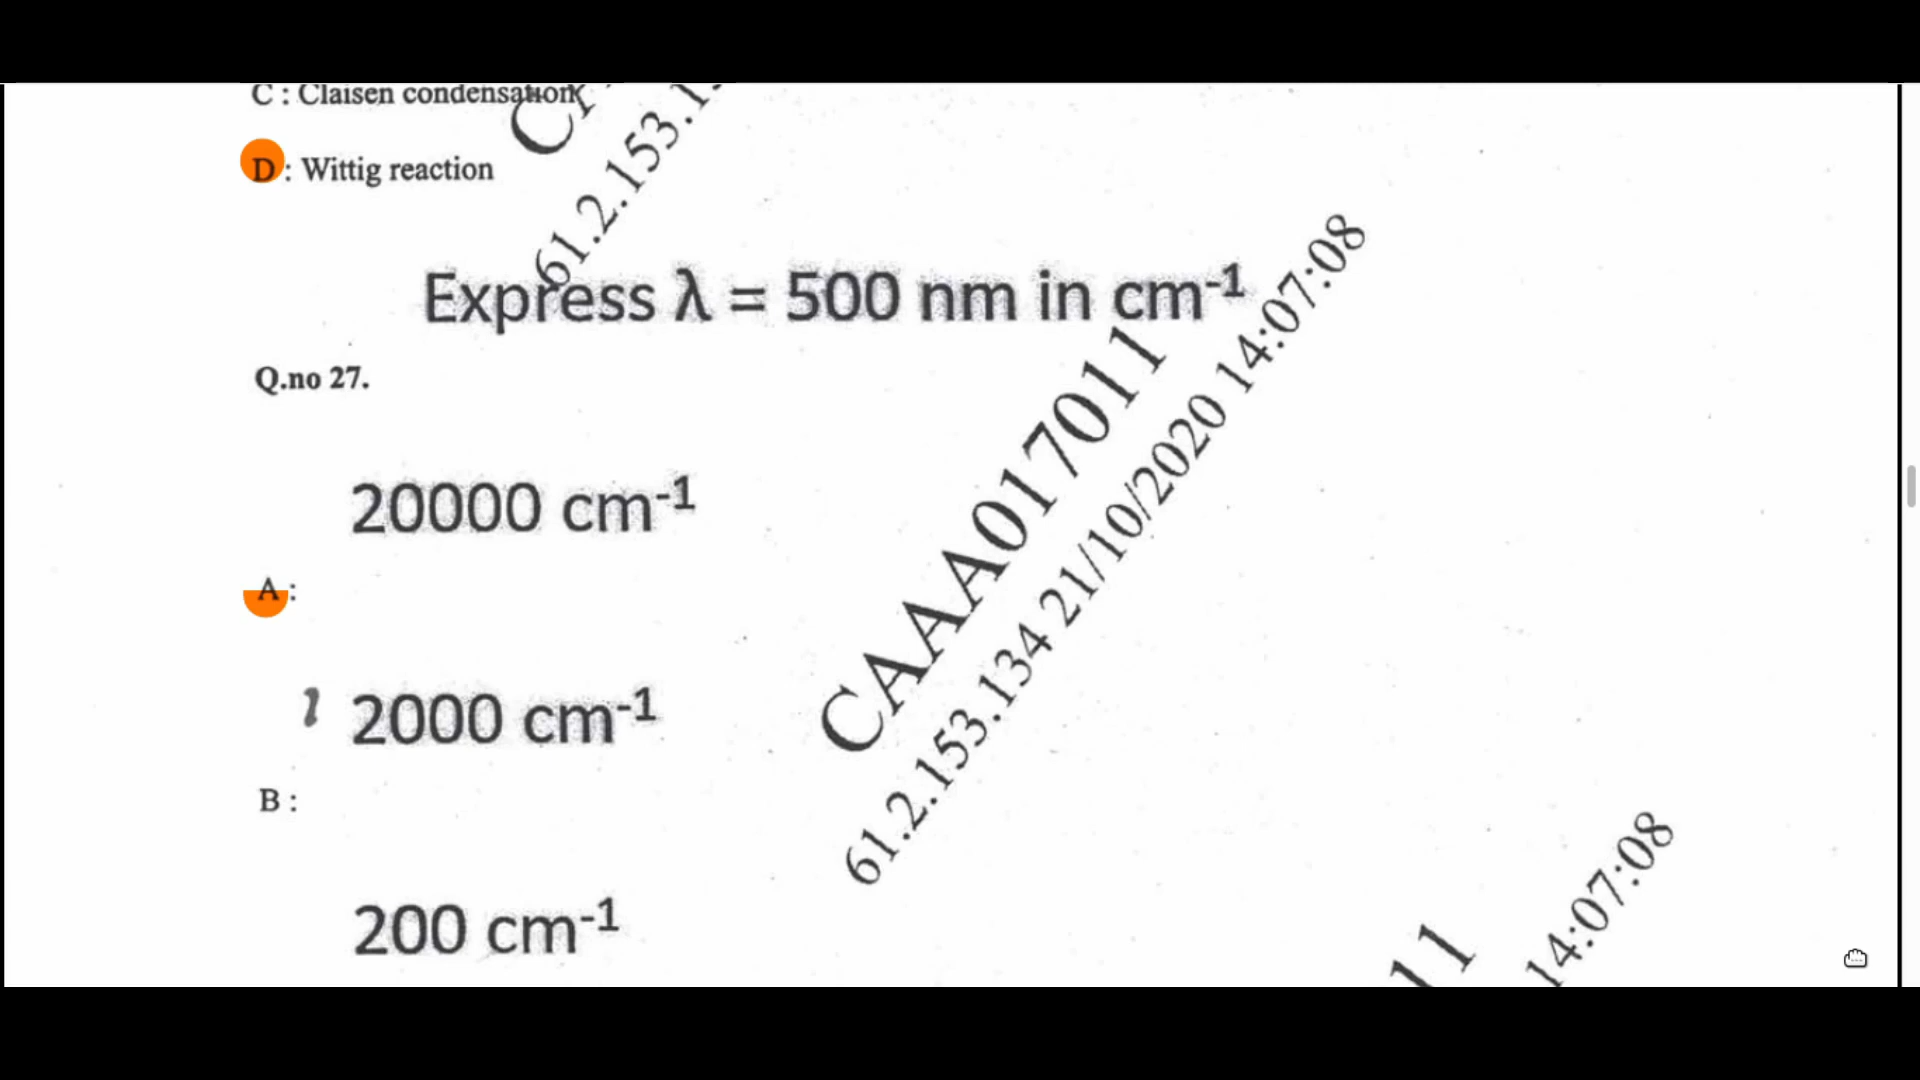 C : Claisen condensation
D : Wittig reaction
Express λ = 500 nm in cm⁻¹
Q.no 27.
20000 cm⁻¹
A :
2000 cm⁻¹
B :
200 cm⁻¹
CAAA017011
61.2.153.134 21/10/2020 14:07:08
61.2.153.1
11
14:07:08